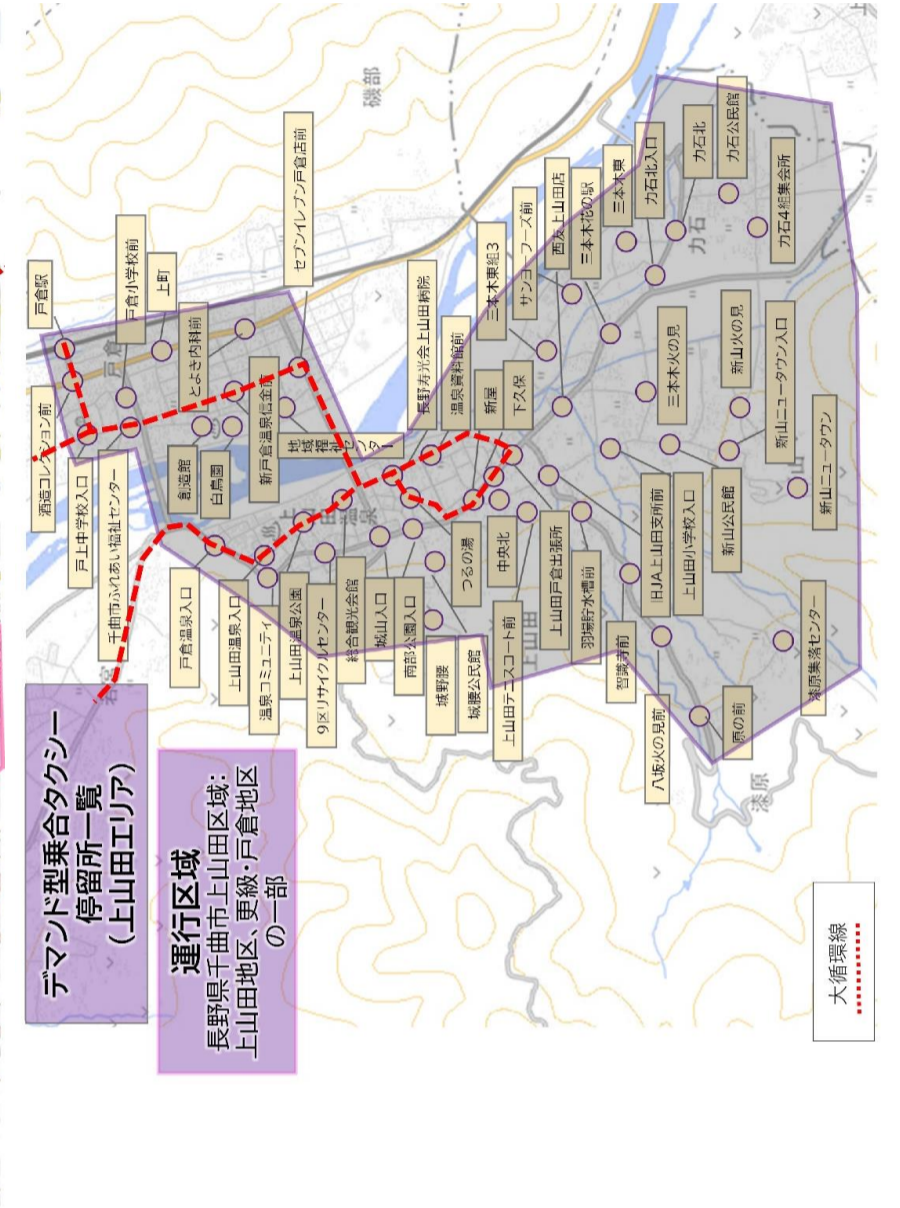 デマンド型乗合タクシー
停留所一覧
(上山田エリア)
運行区域
長野県千曲市上山田区域:
上山田地区、更級・戸倉地区
の一部
戸倉駅
酒造コレクション前
戸上中学校入口
千曲市ふれあい福祉センター
戸倉小学校前
上町
とよき内科前
創造館
白鳥園
新戸倉温泉信金前
地域福祉センター
セブンイレブン戸倉店前
戸倉温泉入口
上山田温泉入口
温泉コミュニティ
上山田温泉公園
9区リサイクルセンター
総合観光会館
城山入口
南部公園入口
城野腰
城腰公民館
長野寿光会上山田病院
温泉資料館前
新屋
下久保
つるの湯
中央北
上山田テニスコート前
上山田戸倉出張所
羽場貯水槽前
智識寺前
八坂火の見前
原の前
漆原集落センター
三本木東組3
サンヨーフーズ前
西友上山田店
三本木花の駅
三本木東
力石北入口
力石北
力石公民館
力石4組集会所
三本木火の見
新山火の見
新山ニュータウン入口
新山ニュータウン
旧JA上山田支所前
上山田小学校入口
新山公民館
磯部
力石
漆原
上山田
大循環線